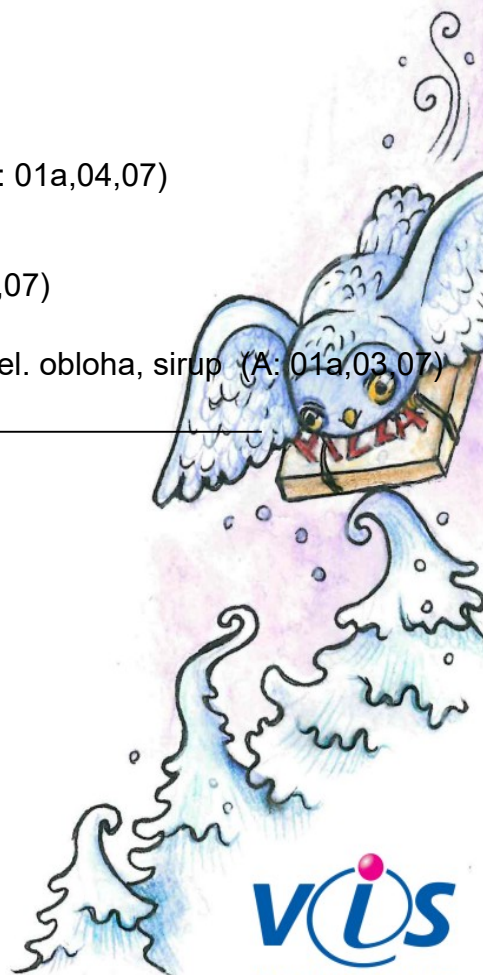 : 01a,04,07)
,07)
el. obloha, sirup (A: 01a,03,07)
PIZZA
vis